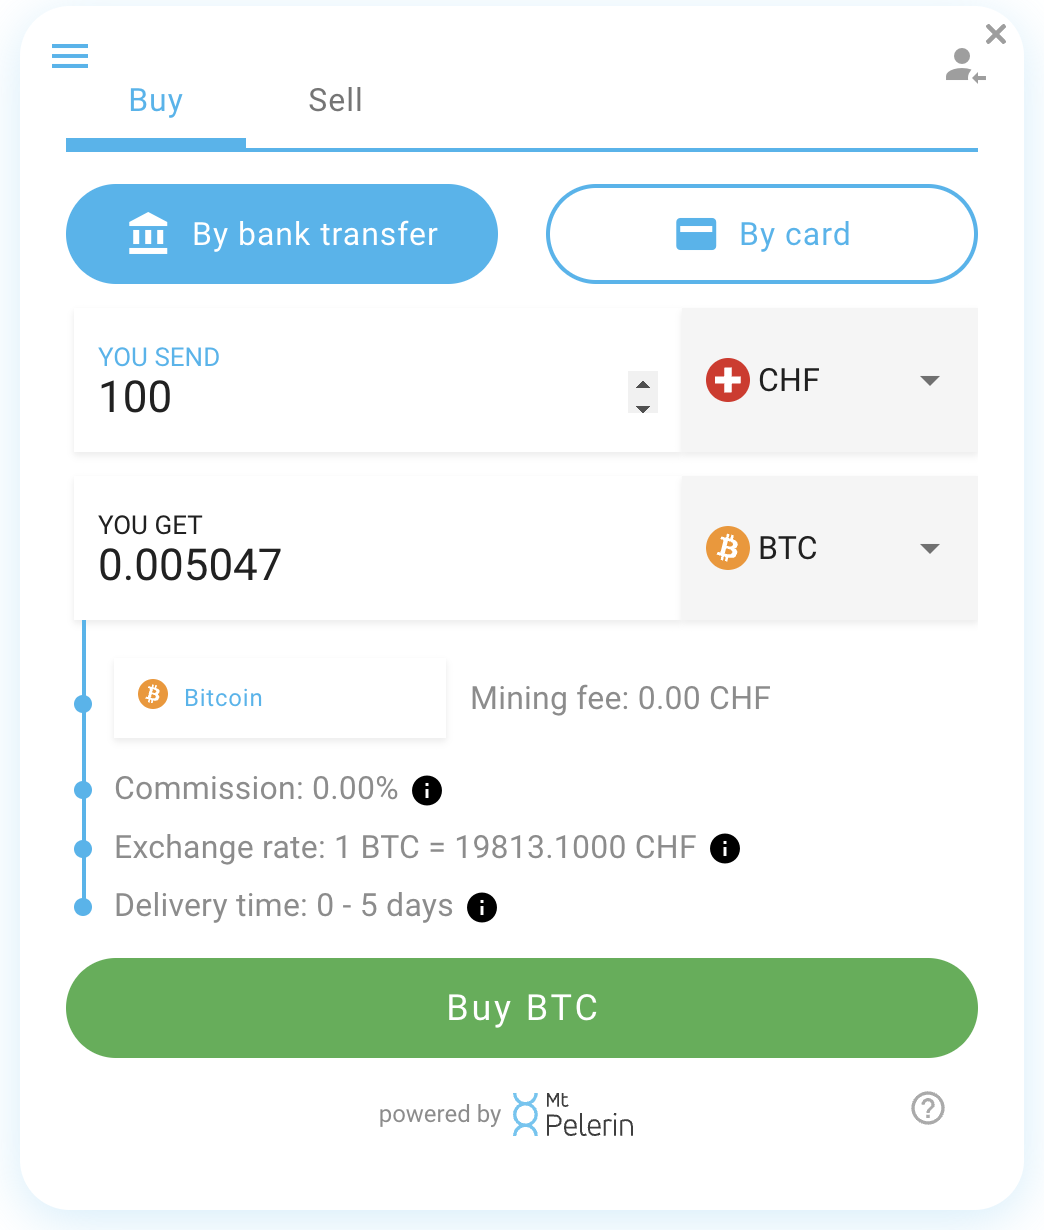 Buy
Sell
By bank transfer
By card
YOU SEND
100
CHF
YOU GET
0.005047
BTC
Bitcoin
Mining fee: 0.00 CHF
Commission: 0.00%
Exchange rate: 1 BTC = 19813.1000 CHF
Delivery time: 0 - 5 days
Buy BTC
powered by Mt Pelerin